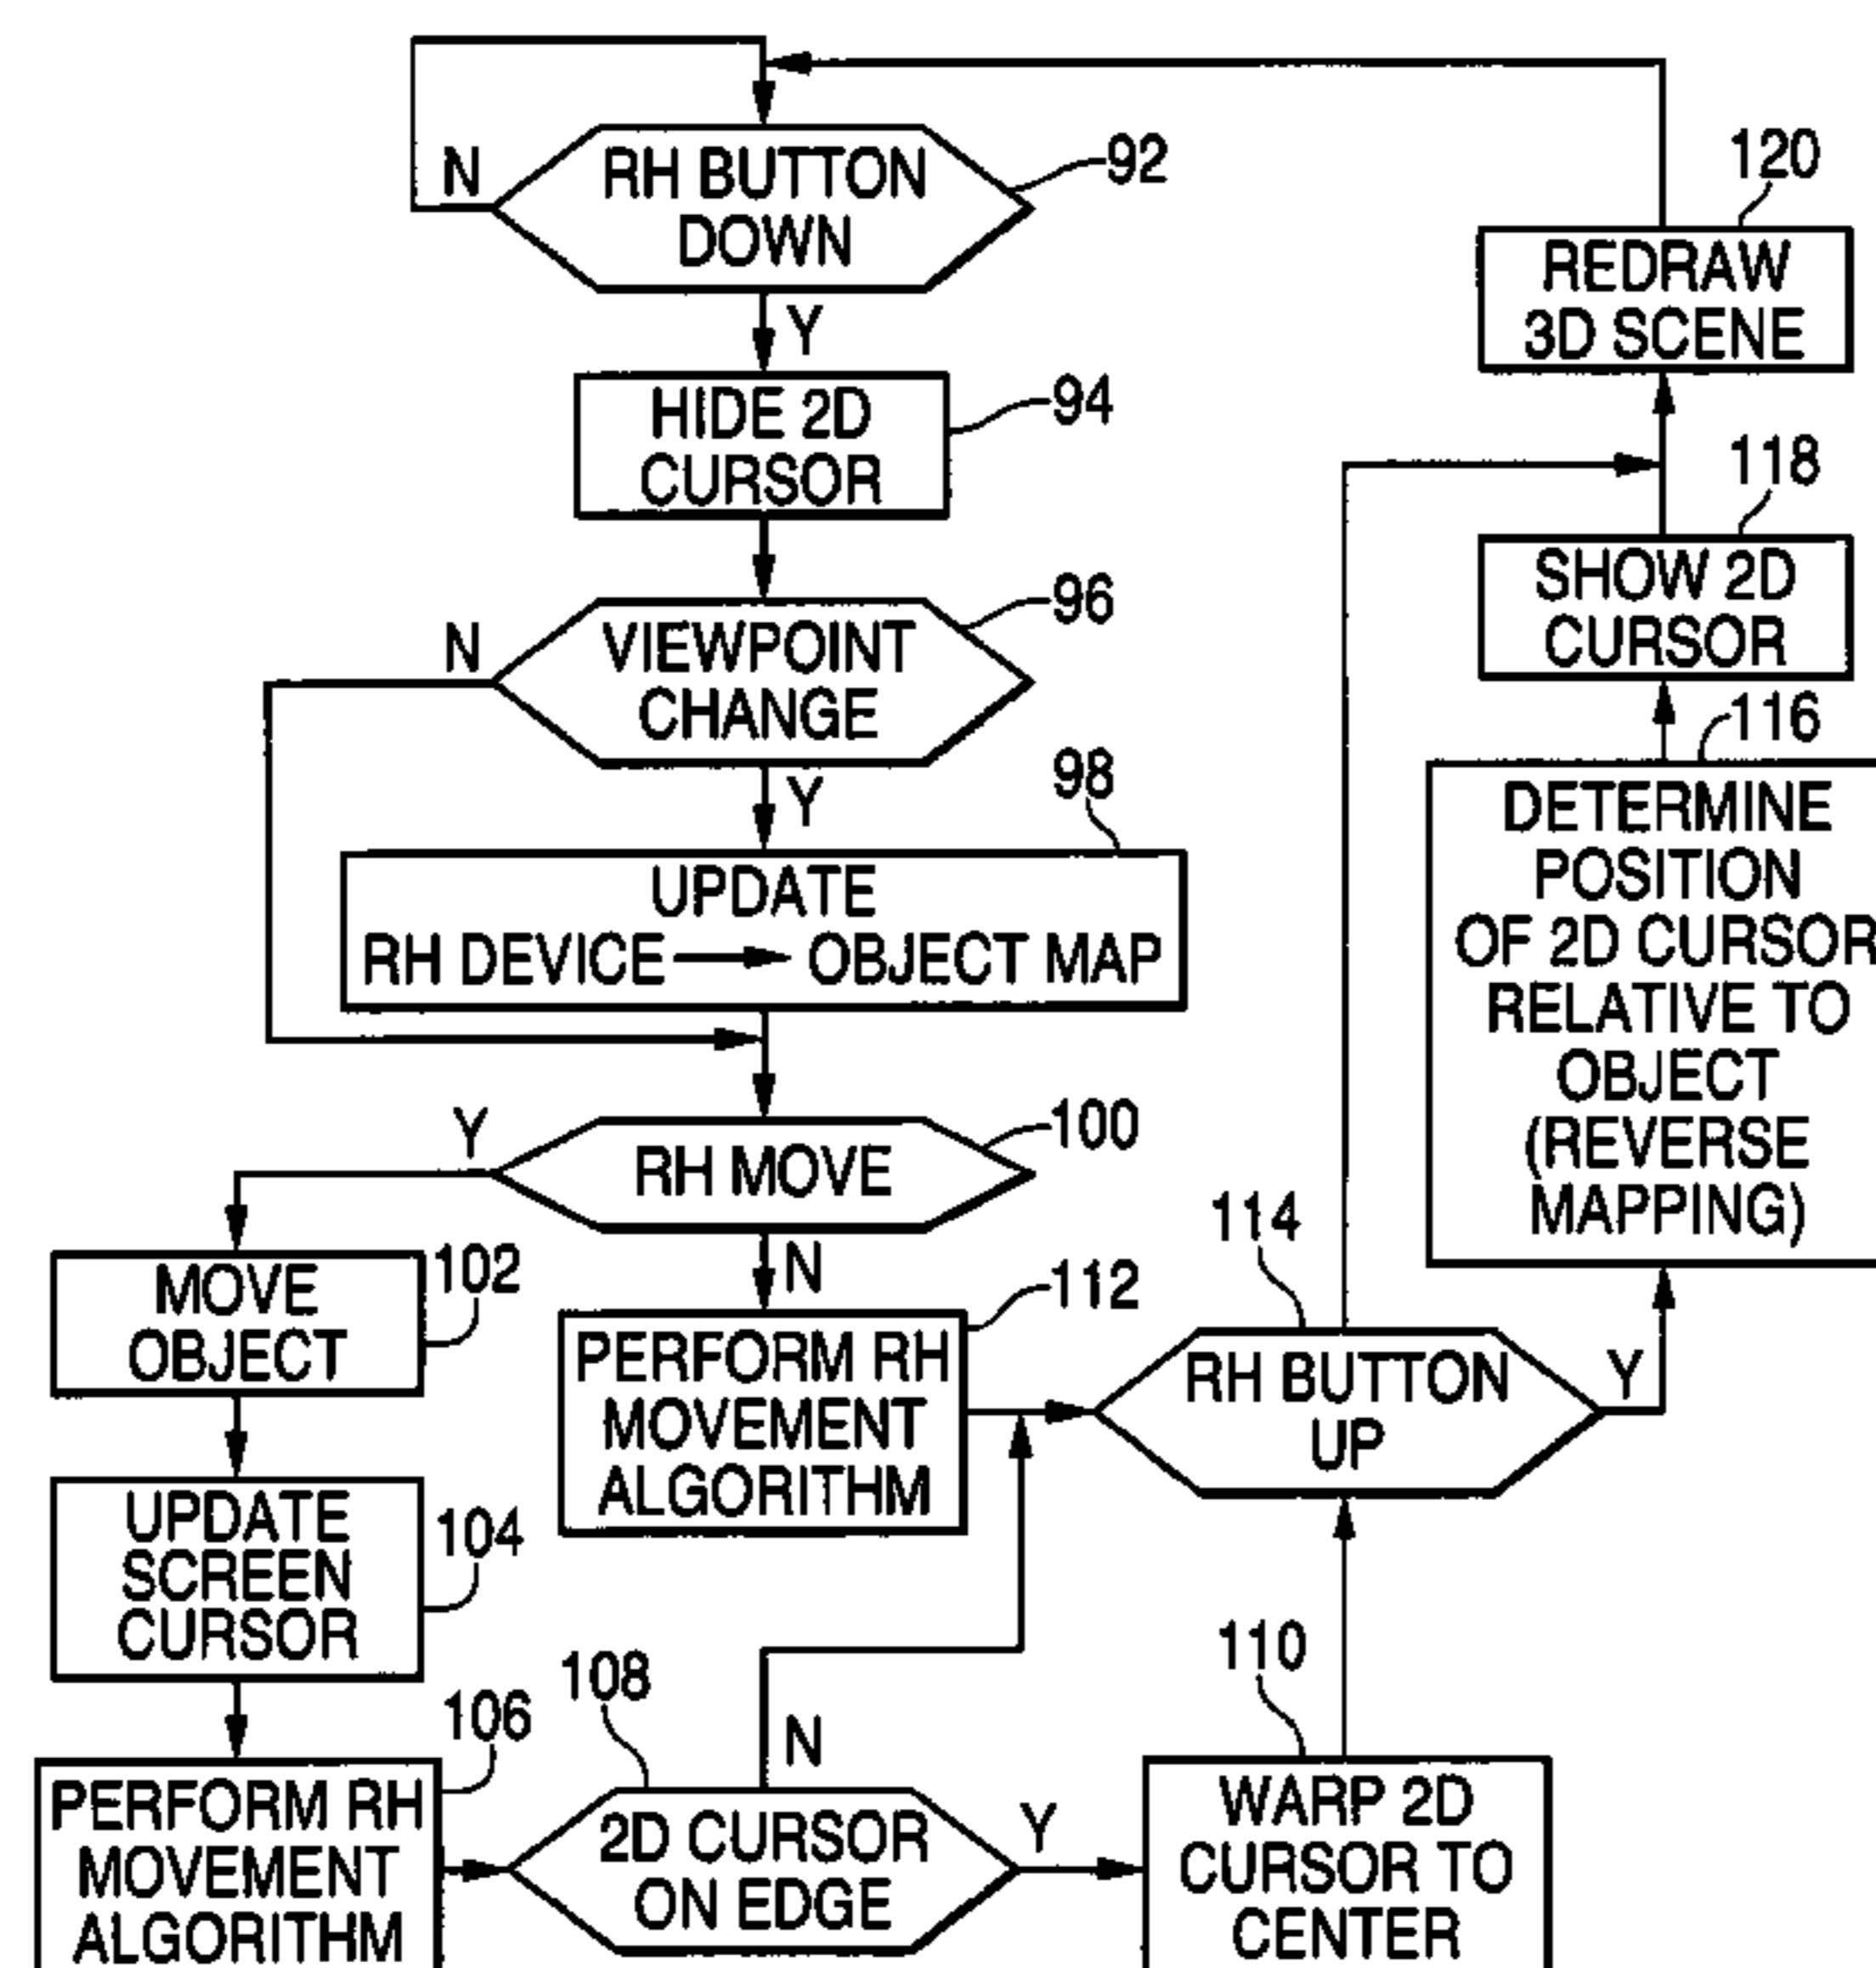 N
RH BUTTON
DOWN
92
Y
HIDE 2D
CURSOR
94
N
VIEWPOINT
CHANGE
96
Y
98
UPDATE
RH DEVICE → OBJECT MAP
Y
RH MOVE
100
N
MOVE
OBJECT
102
UPDATE
SCREEN
CURSOR
104
PERFORM RH
MOVEMENT
ALGORITHM
106
PERFORM RH
MOVEMENT
ALGORITHM
112
108
N
2D CURSOR
ON EDGE
Y
110
WARP 2D
CURSOR TO
CENTER
114
RH BUTTON
UP
Y
116
DETERMINE
POSITION
OF 2D CURSOR
RELATIVE TO
OBJECT
(REVERSE
MAPPING)
118
SHOW 2D
CURSOR
120
REDRAW
3D SCENE